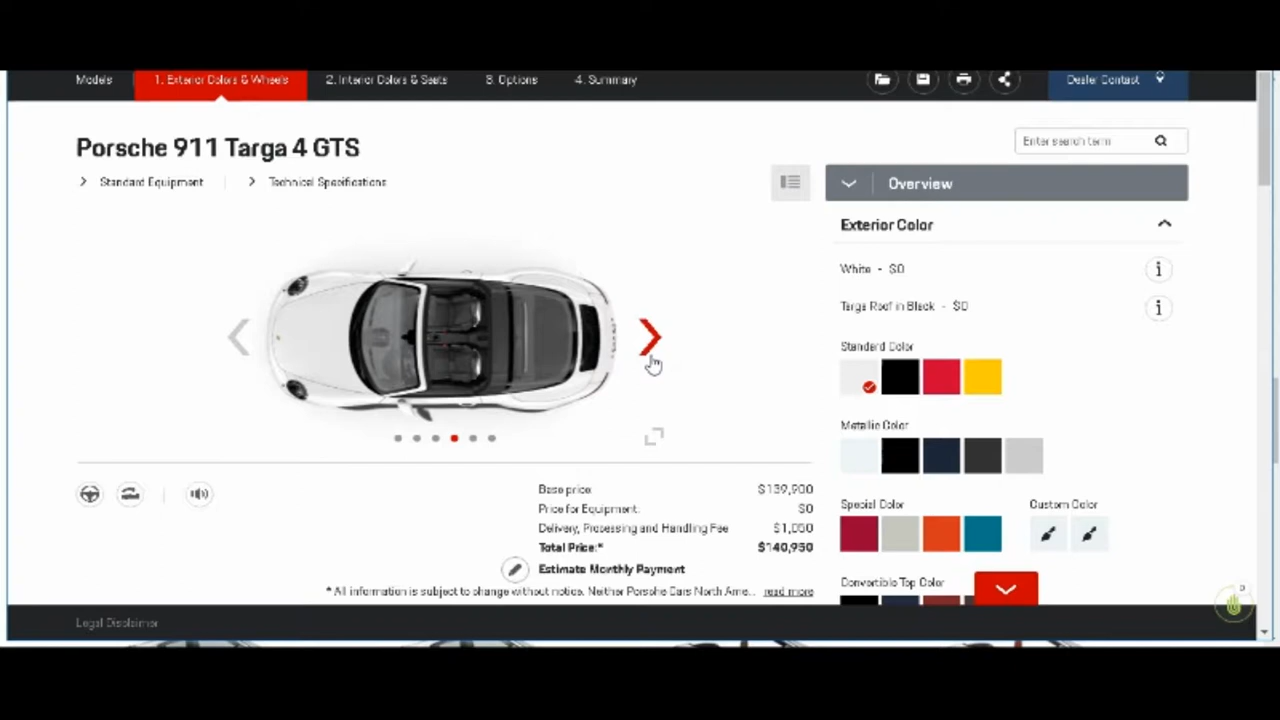 Models 1. Exterior Colors & Wheels 2. Interior Colors & Seats 3. Options 4. Summary Dealer Contact
Porsche 911 Targa 4 GTS
Enter search term
Standard Equipment Technical Specifications
Overview
Exterior Color
White - $0
Targa Roof in Black - $0
Standard Color
Metallic Color
Special Color Custom Color
Convertible Top Color
Base price: $139,900
Price for Equipment: $0
Delivery, Processing and Handling Fee $1,050
Total Price:* $140,950
Estimate Monthly Payment
* All information is subject to change without notice. Neither Porsche Cars North Ame... read more
Legal Disclaimer